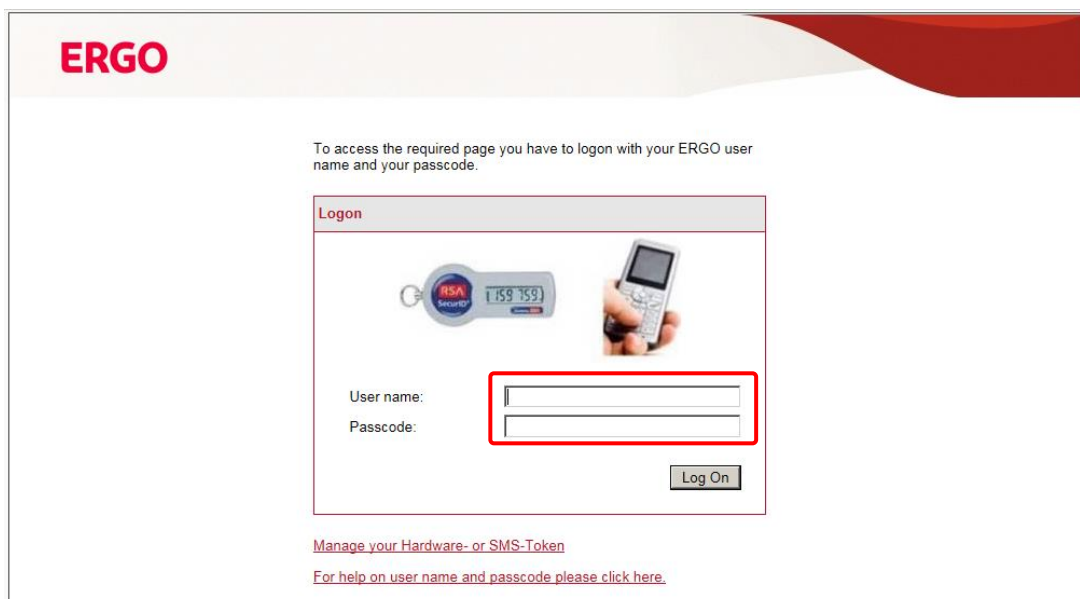 ERGO
To access the required page you have to logon with your ERGO user
name and your passcode.
Logon
RSA
SecurID
159 759
User name:
Passcode:
Log On
Manage your Hardware- or SMS-Token
For help on user name and passcode please click here.